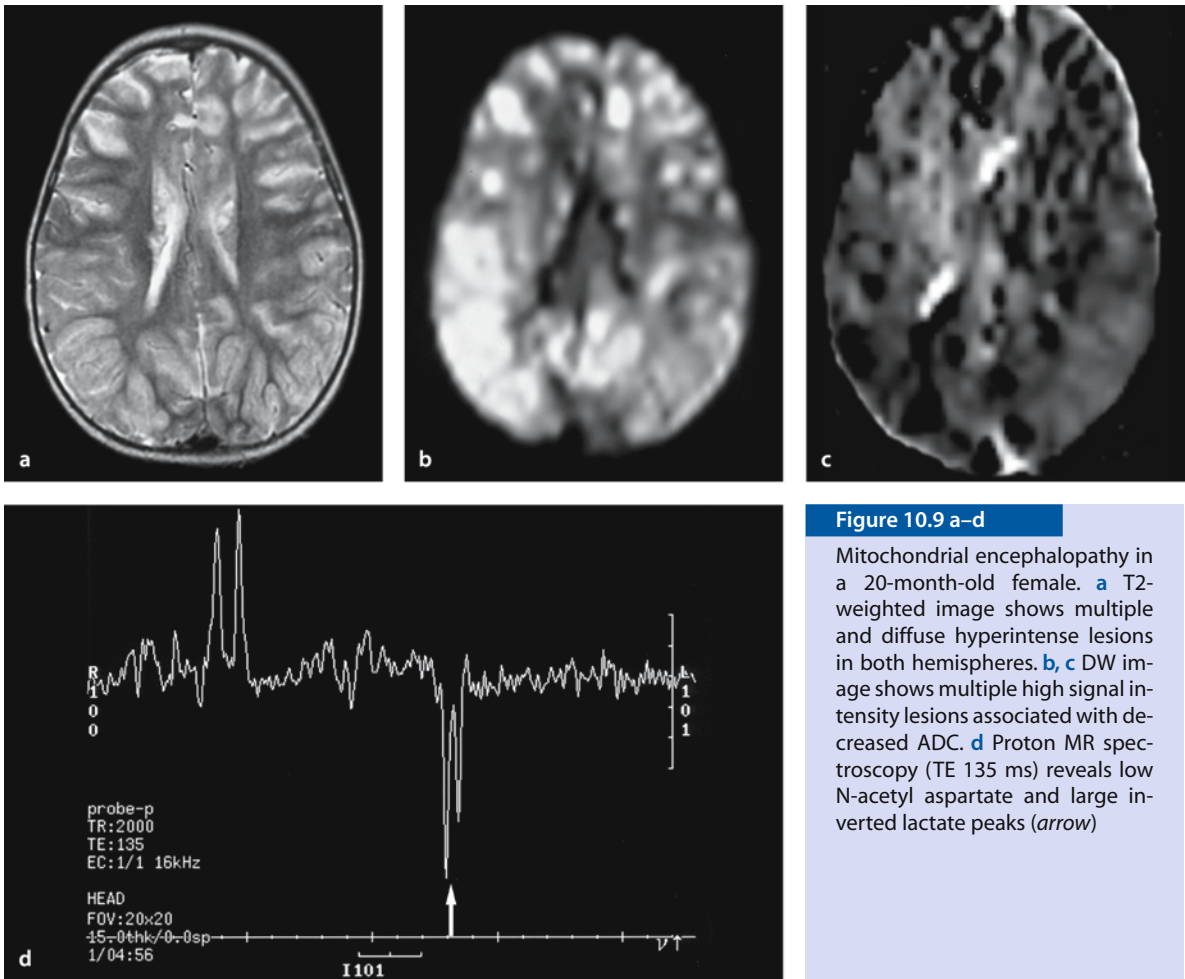 a
b
c
R
1
0
0
L
1
0
1
probe-p
TR:2000
TE:135
EC:1/1 16kHz
HEAD
FOV:20x20
15.0thk/0.0sp
1/04:56
I101
ν↑
d
Figure 10.9 a–d
Mitochondrial encephalopathy in
a 20-month-old female. a T2-
weighted image shows multiple
and diffuse hyperintense lesions
in both hemispheres. b, c DW im-
age shows multiple high signal in-
tensity lesions associated with de-
creased ADC. d Proton MR spec-
troscopy (TE 135 ms) reveals low
N-acetyl aspartate and large in-
verted lactate peaks (arrow)